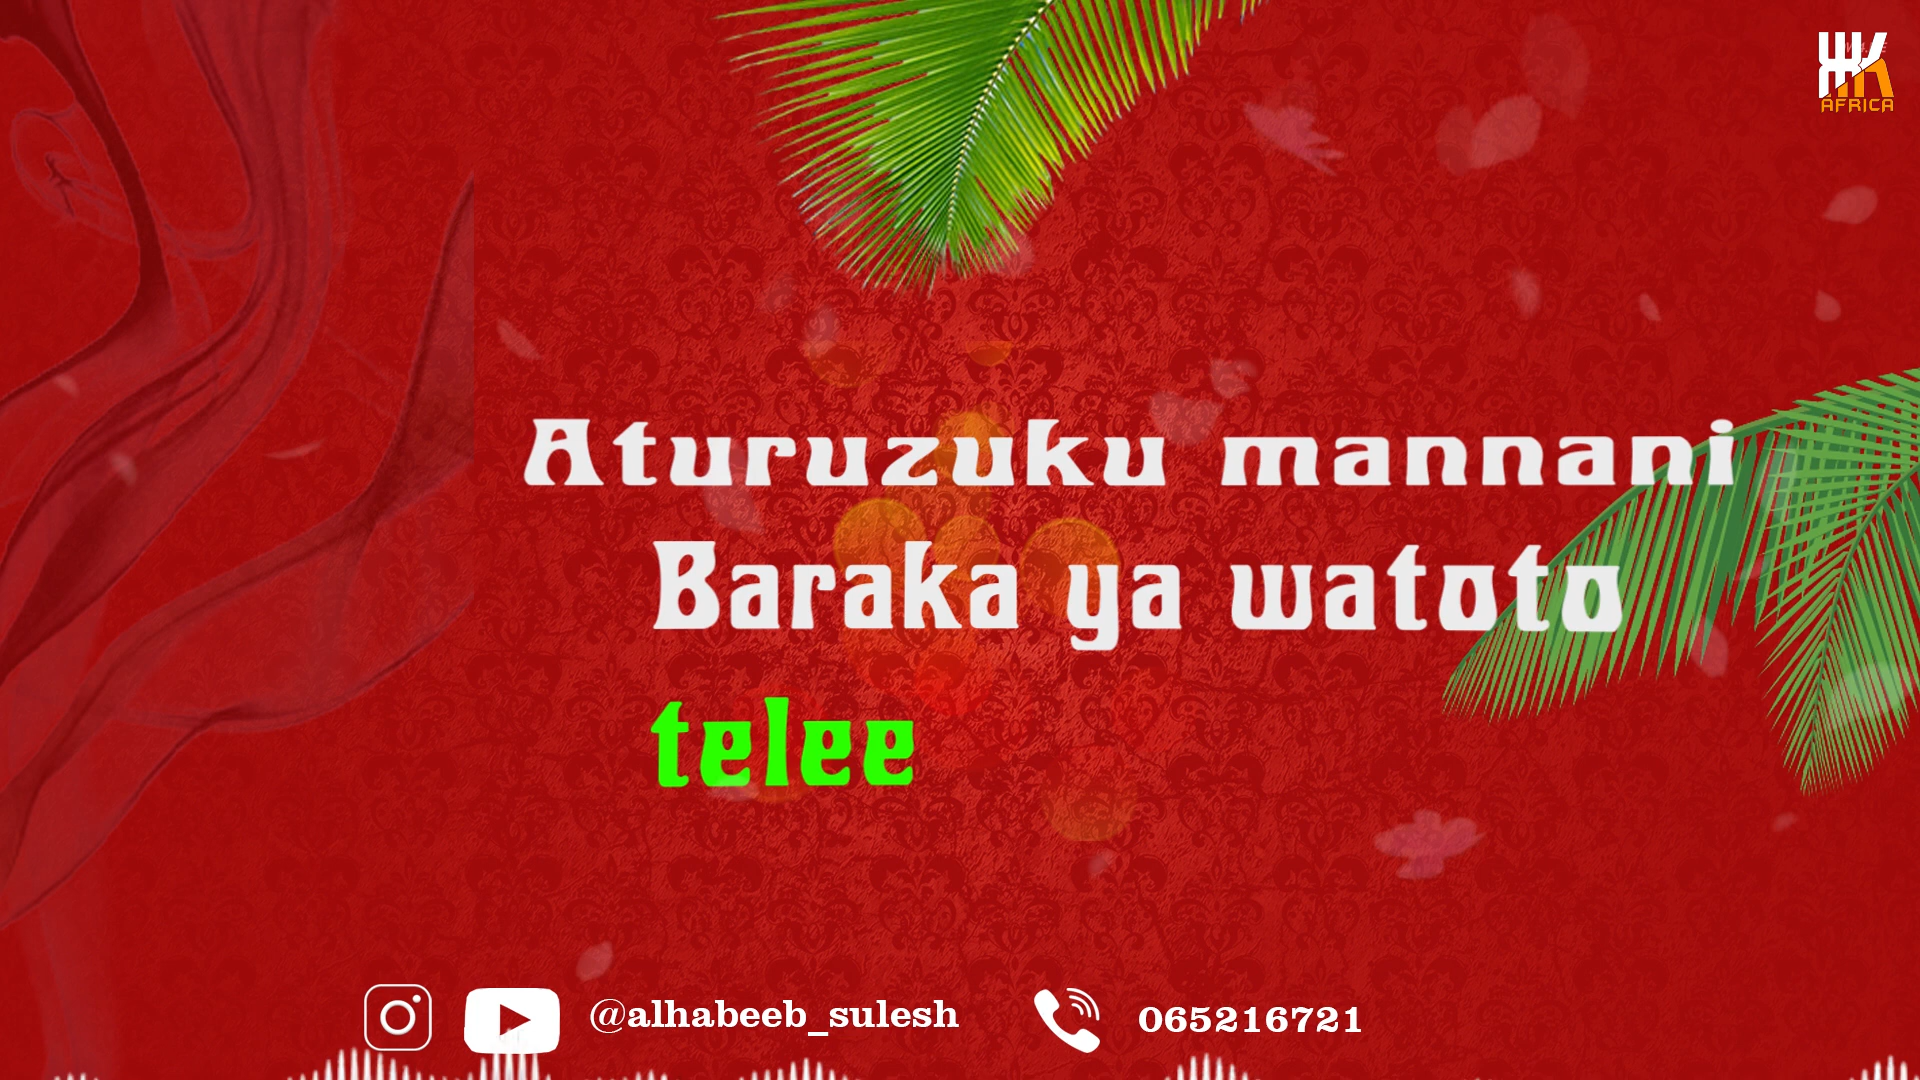 AFRICA
Aturuzuku mannani
Baraka ya watoto
telee
@alhabeeb_sulesh 065216721